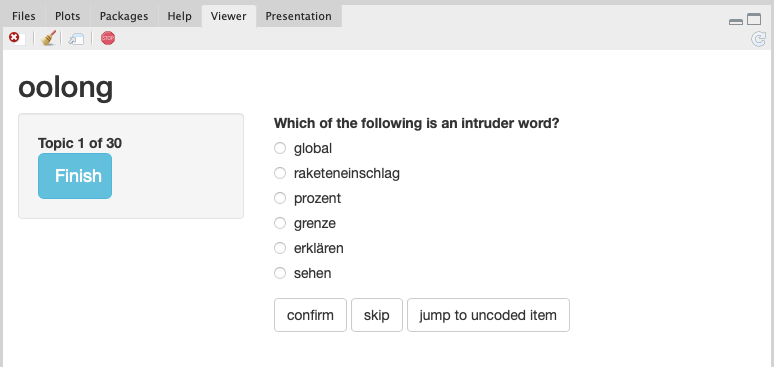 Files Plots Packages Help Viewer Presentation
STOP
oolong
Topic 1 of 30
Finish
Which of the following is an intruder word?
global
raketeneinschlag
prozent
grenze
erklären
sehen
confirm skip jump to uncoded item